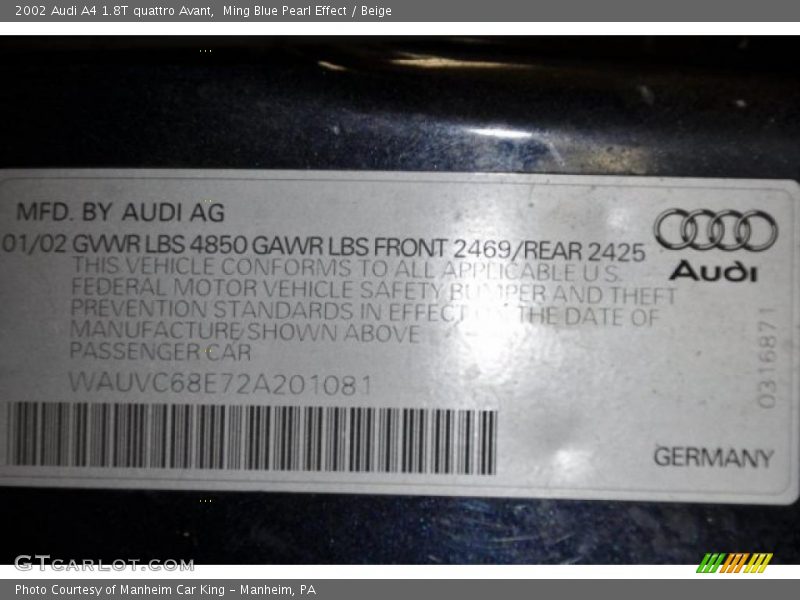 2002 Audi A4 1.8T quattro Avant,  Ming Blue Pearl Effect / Beige
MFD. BY AUDI AG
01/02 GVWR LBS 4850 GAWR LBS FRONT 2469/REAR 2425
THIS VEHICLE CONFORMS TO ALL APPLICABLE U.S.
FEDERAL MOTOR VEHICLE SAFETY BUMPER AND THEFT
PREVENTION STANDARDS IN EFFECT ON THE DATE OF
MANUFACTURE SHOWN ABOVE
PASSENGER CAR
WAUVC68E72A201081
Audi
0316871
GERMANY
GTCARLOT.COM
Photo Courtesy of Manheim Car King - Manheim, PA